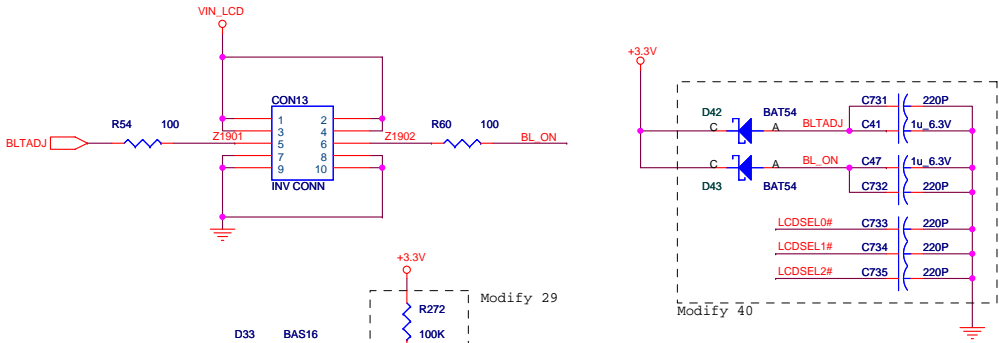 VIN_LCD
CON13
1 2
3 4
5 6
7 8
9 10
INV CONN
BLTADJ
R54 100
Z1901
Z1902
R60 100
BL_ON
+3.3V
D42 BAT54
C A
BLTADJ
C731 220P
C41 1u_6.3V
C A
D43 BAT54
BL_ON
C47 1u_6.3V
C732 220P
LCDSEL0# C733 220P
LCDSEL1# C734 220P
LCDSEL2# C735 220P
Modify 40
+3.3V
Modify 29
R272
100K
D33 BAS16